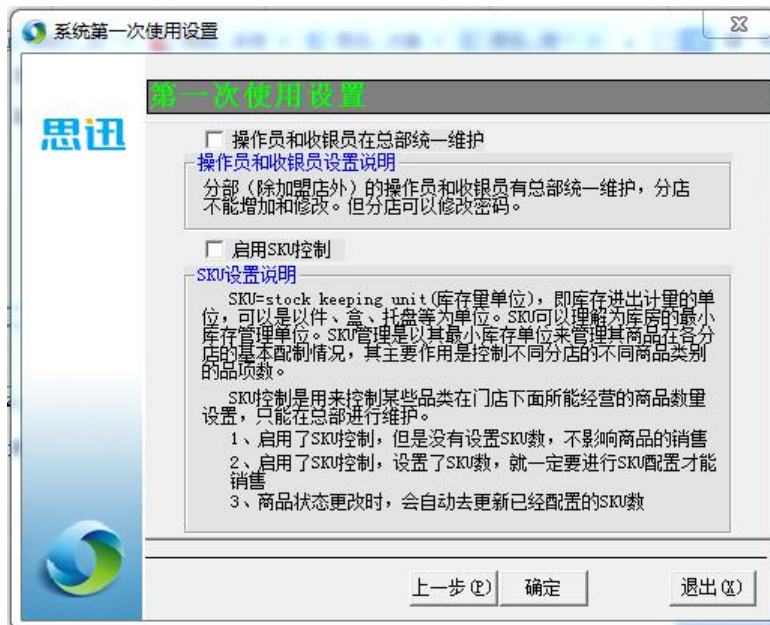 系统第一次使用设置
第一次使用设置
思迅
操作员和收银员在总部统一维护
操作员和收银员设置说明
分部（除加盟店外）的操作员和收银员有总部统一维护，分店
不能增加和修改。但分店可以修改密码。
启用SKU控制
SKU设置说明
SKU=stock keeping unit(库存量单位)，即库存进出计量的单
位，可以是以件、盒、托盘等为单位。SKU可以理解为库房的最小
库存管理单位。SKU管理是以其最小库存单位来管理其商品在各分
店的基本配制情况，其主要作用是控制不同分店的不同商品类别
的品项数。
SKU控制是用来控制某些品类在门店下面所能经营的商品数量
设置，只能在总部进行维护。
1、启用了SKU控制，但是没有设置SKU数，不影响商品的销售
2、启用了SKU控制，设置了SKU数，就一定要进行SKU配置才能
销售
3、商品状态更改时，会自动去更新已经配置的SKU数
上一步(P) 确定 退出(X)